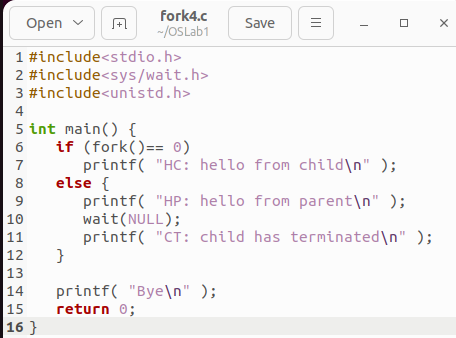 Open fork4.c Save
~/OSLab1
1 #include<stdio.h>
2 #include<sys/wait.h>
3 #include<unistd.h>
4
5 int main() {
6    if (fork()== 0)
7       printf( "HC: hello from child\n" );
8    else {
9       printf( "HP: hello from parent\n" );
10       wait(NULL);
11       printf( "CT: child has terminated\n" );
12    }
13
14    printf( "Bye\n" );
15    return 0;
16 }